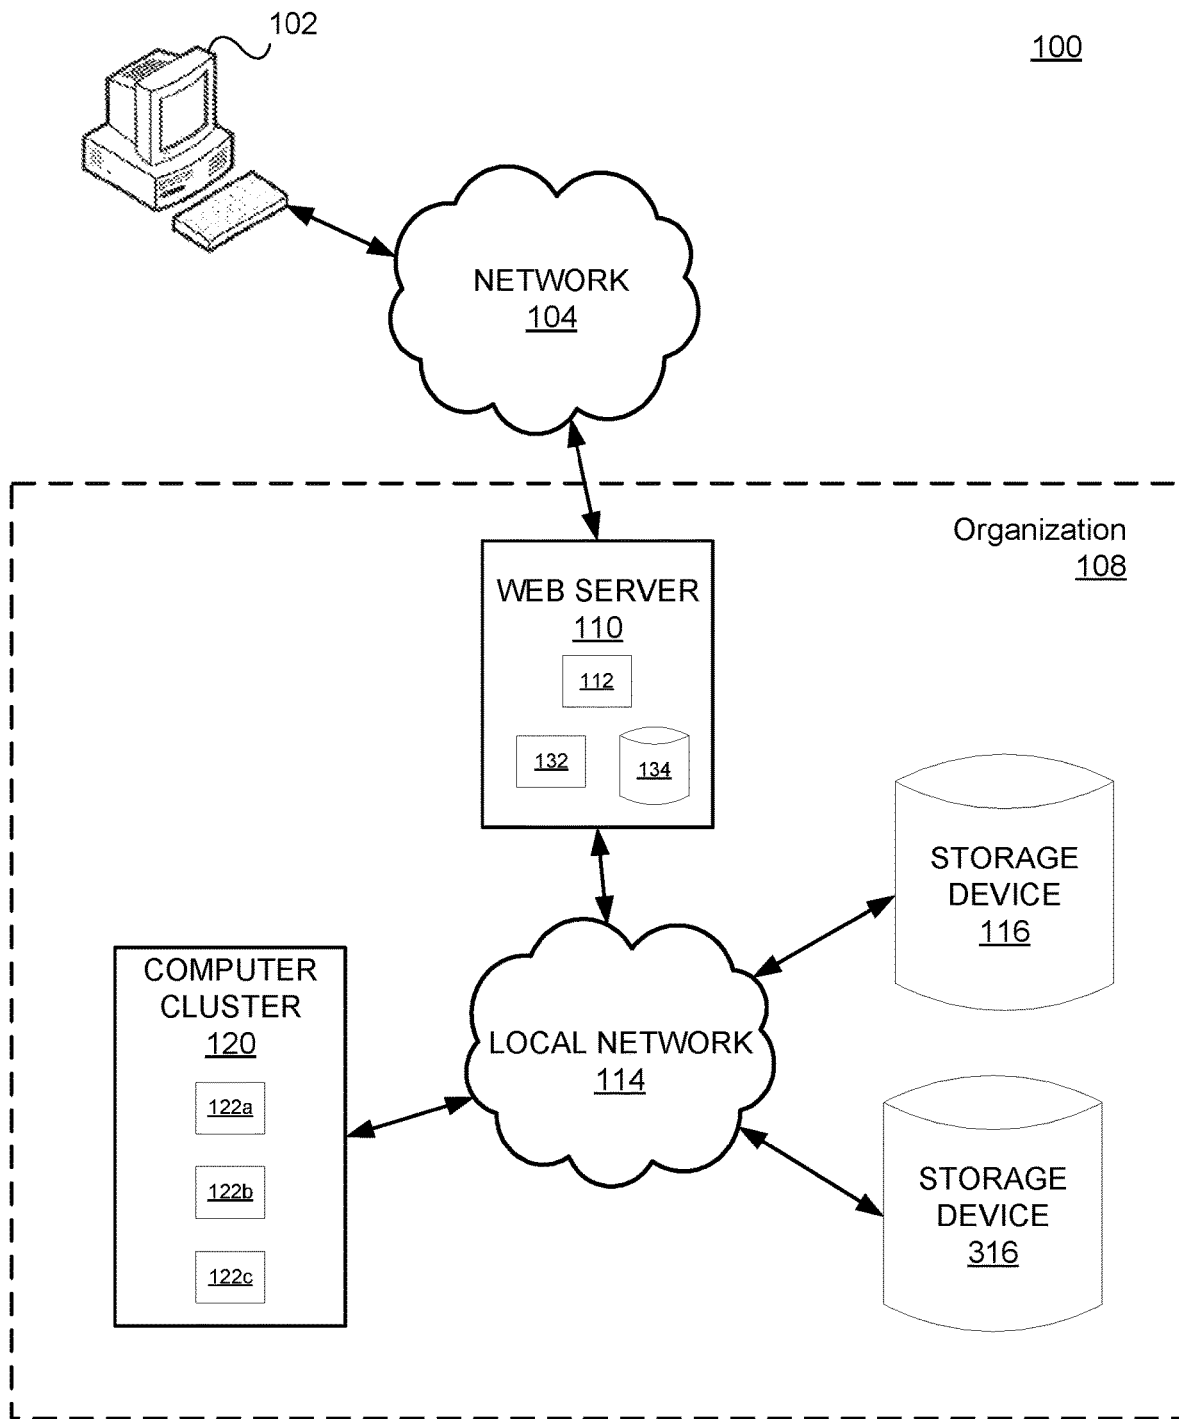 102
100
NETWORK
104
Organization
108
WEB SERVER
110
112
132
134
STORAGE
DEVICE
116
COMPUTER
CLUSTER
120
LOCAL NETWORK
114
122a
122b
122c
STORAGE
DEVICE
316